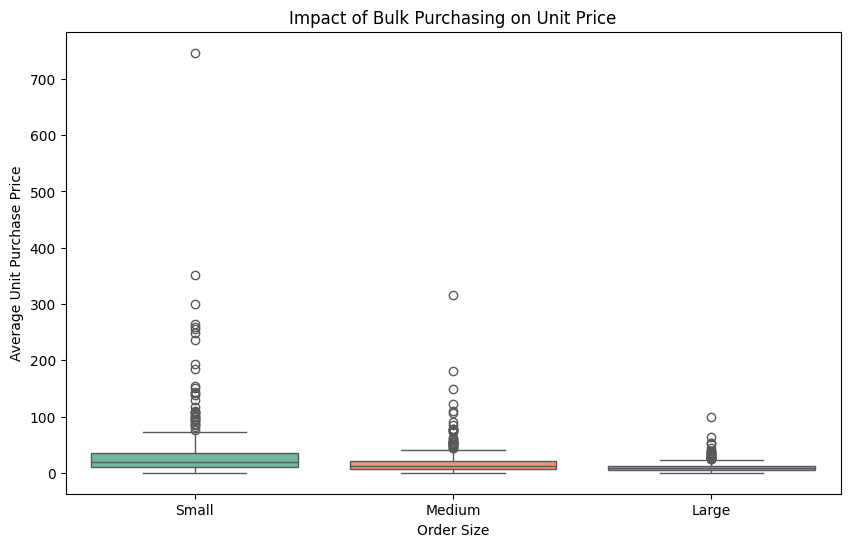 Impact of Bulk Purchasing on Unit Price
700
600
500
400
300
200
100
0
Average Unit Purchase Price
Small
Medium
Large
Order Size